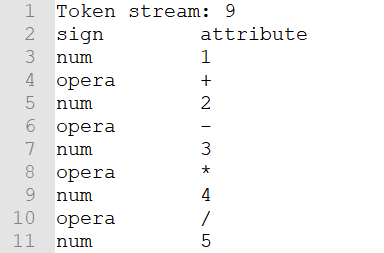 1 Token stream: 9
2 sign attribute
3 num 1
4 opera +
5 num 2
6 opera -
7 num 3
8 opera *
9 num 4
10 opera /
11 num 5